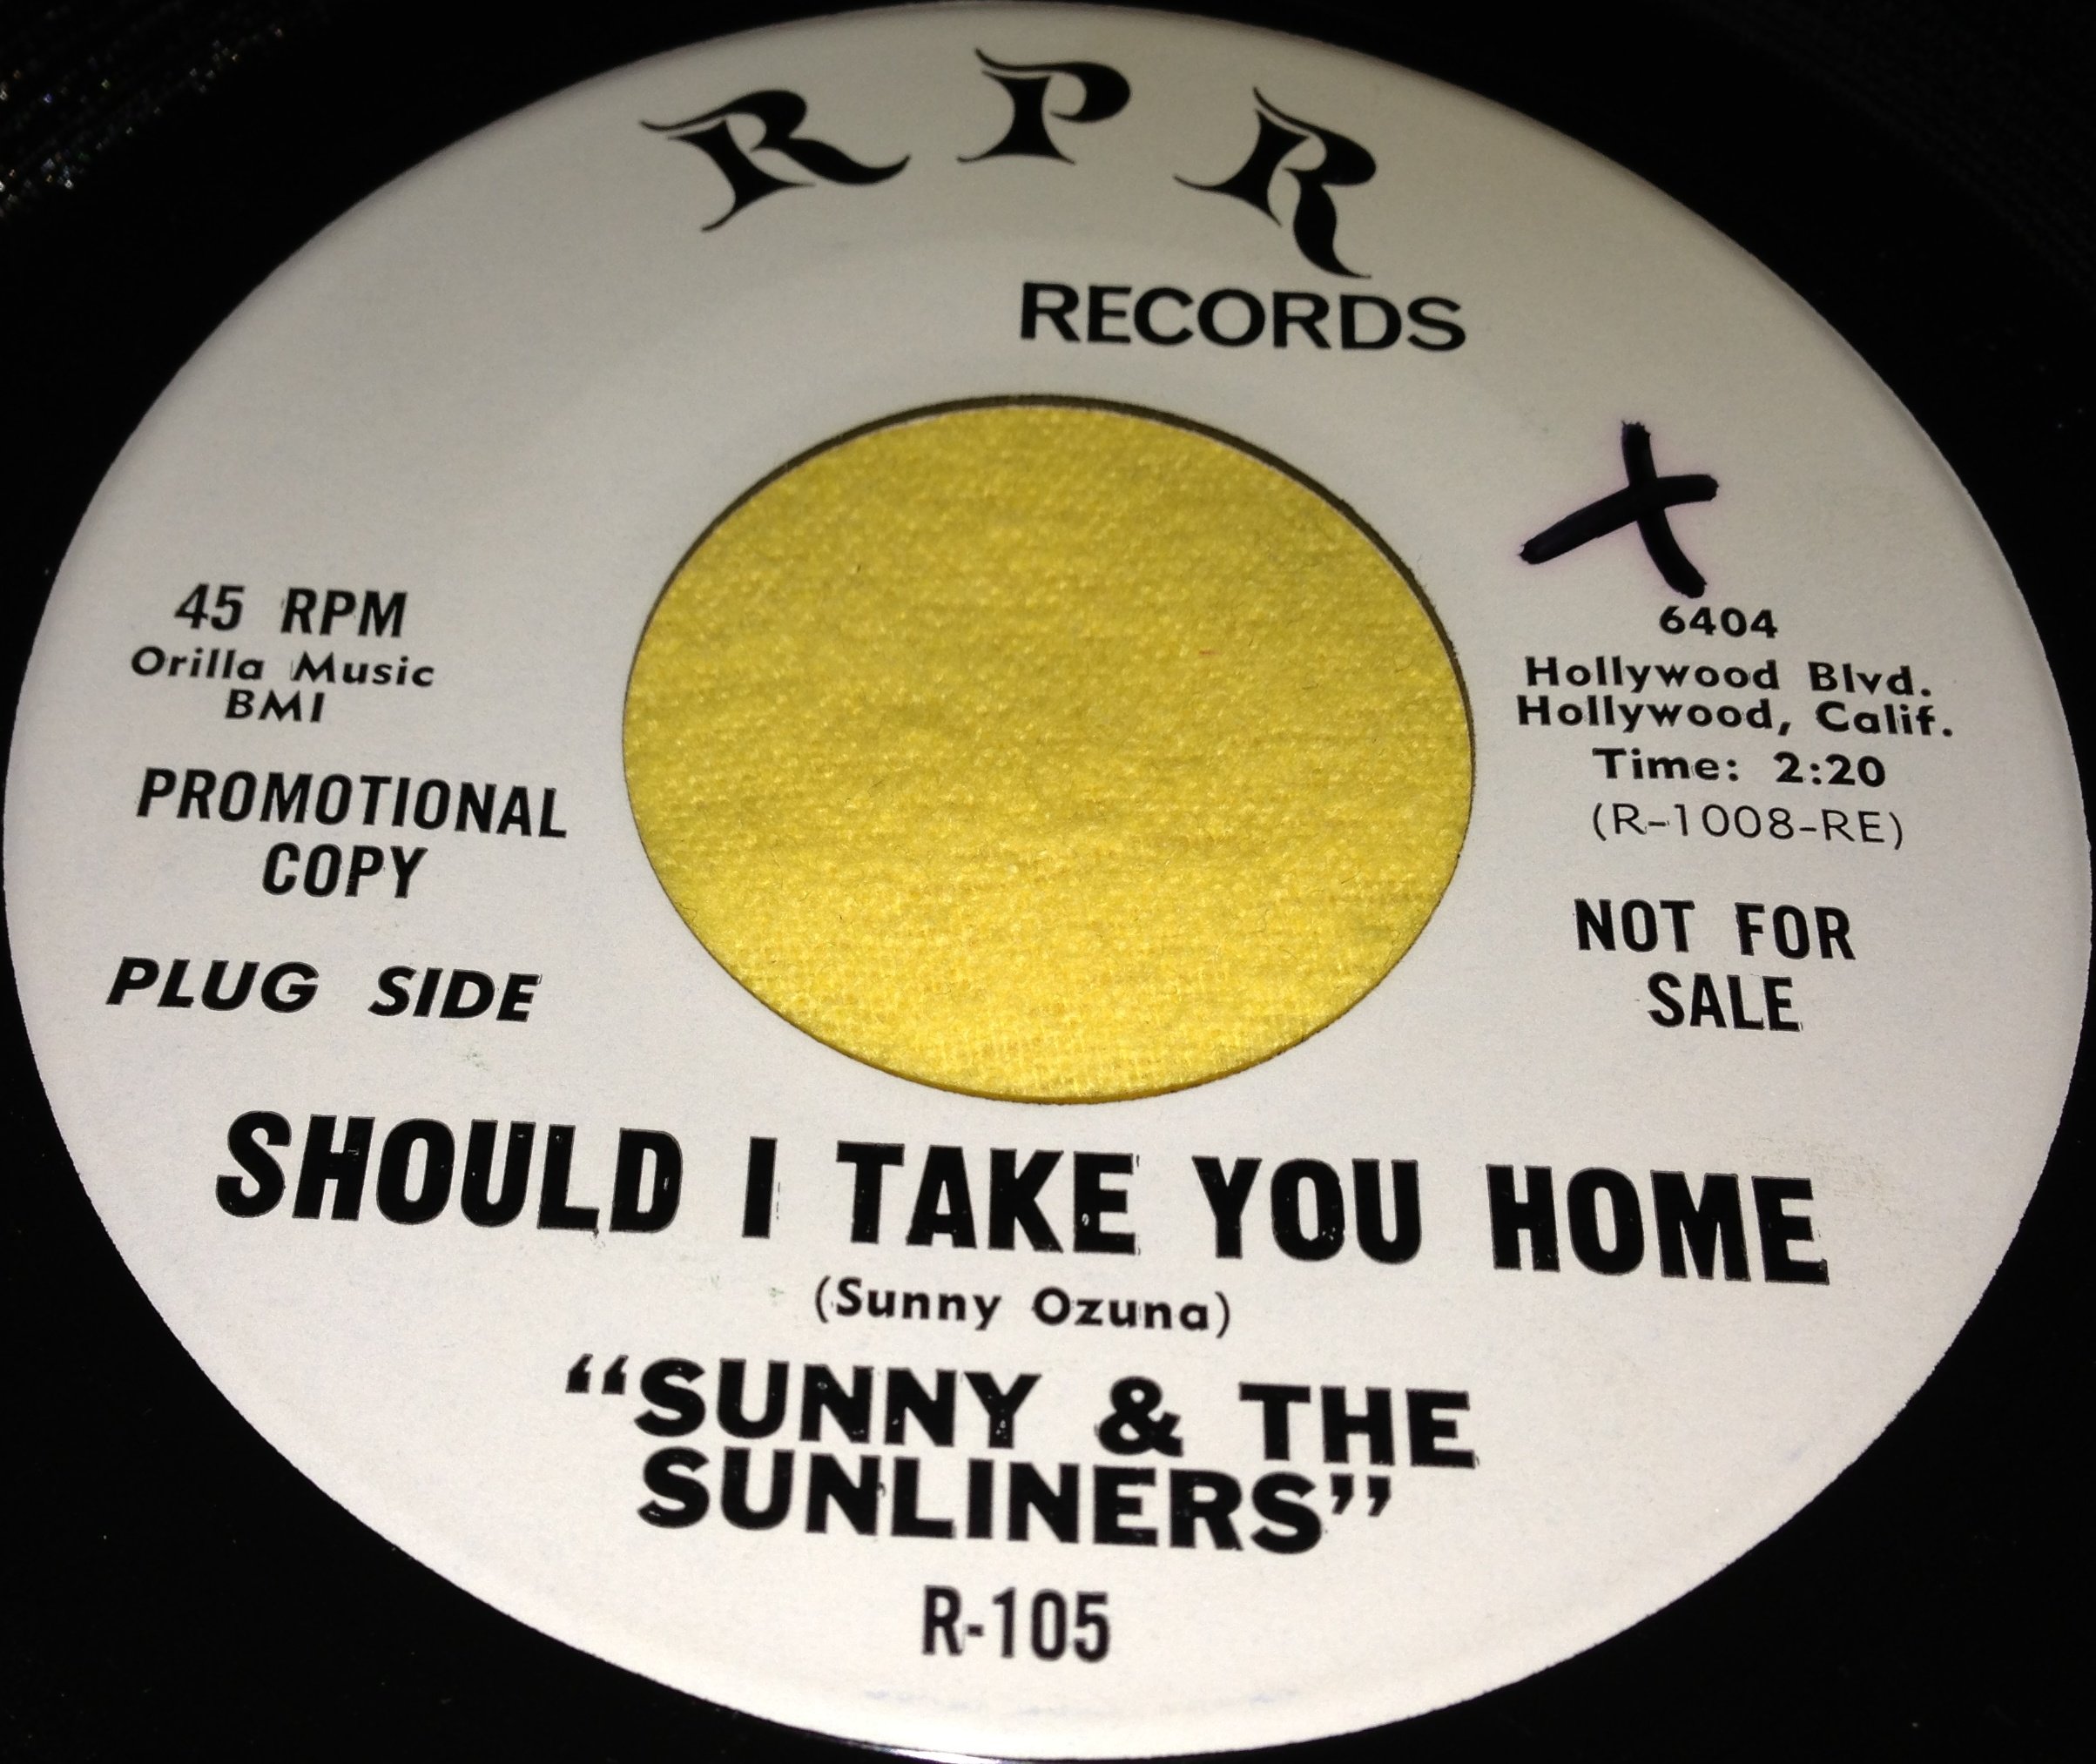 RPR
RECORDS
45 RPM
Orilla Music
BMI
PROMOTIONAL
COPY
PLUG SIDE
X
6404
Hollywood Blvd.
Hollywood, Calif.
Time: 2:20
(R-1008-RE)
NOT FOR
SALE
SHOULD I TAKE YOU HOME
(Sunny Ozuna)
“SUNNY & THE
SUNLINERS”
R-105